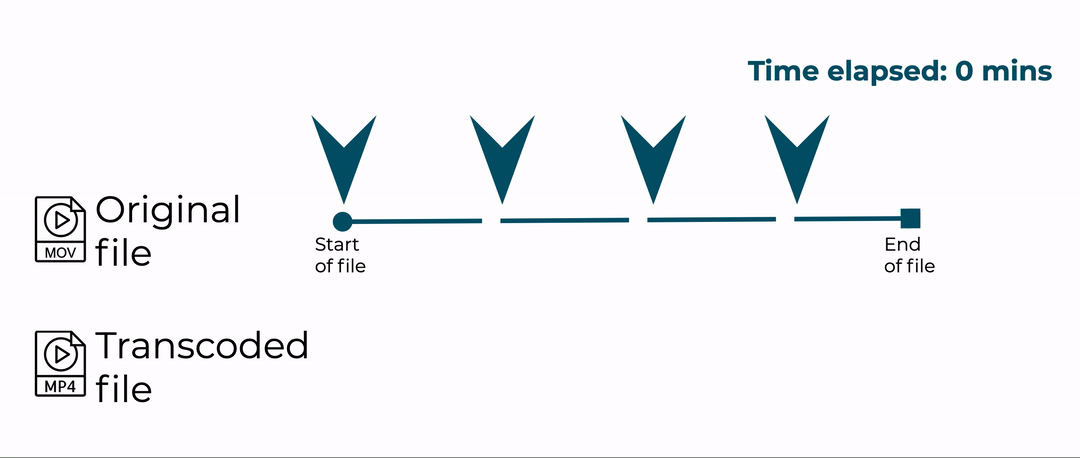 Time elapsed: 0 mins
Original
file
MOV
Start
of file
End
of file
Transcoded
file
MP4